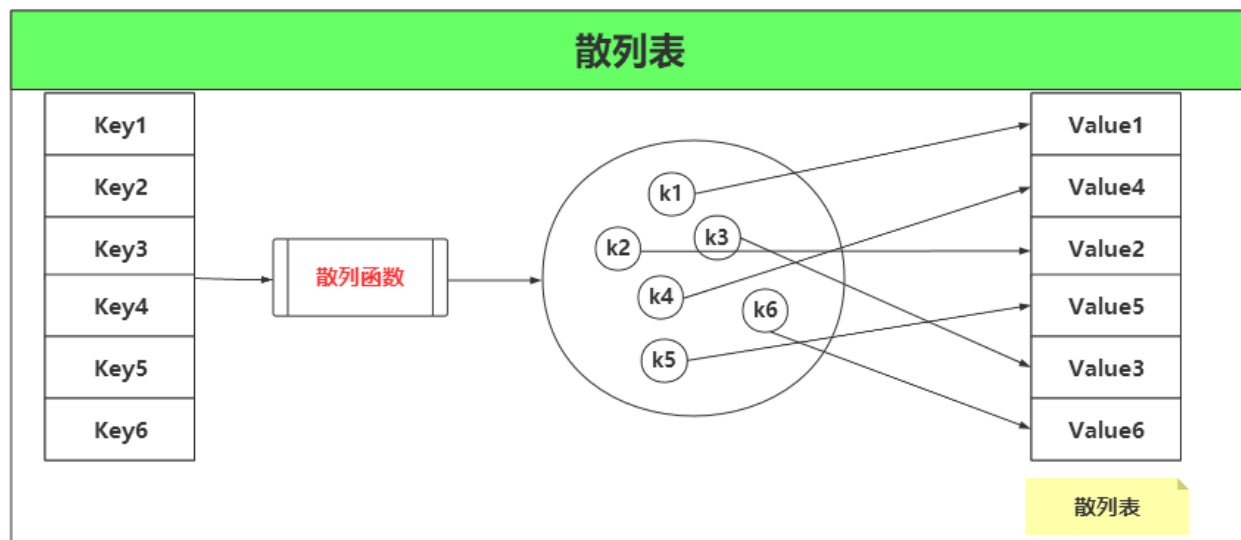 散列表
Key1
Key2
Key3
Key4
Key5
Key6
散列函数
k1
k2
k3
k4
k6
k5
Value1
Value4
Value2
Value5
Value3
Value6
散列表